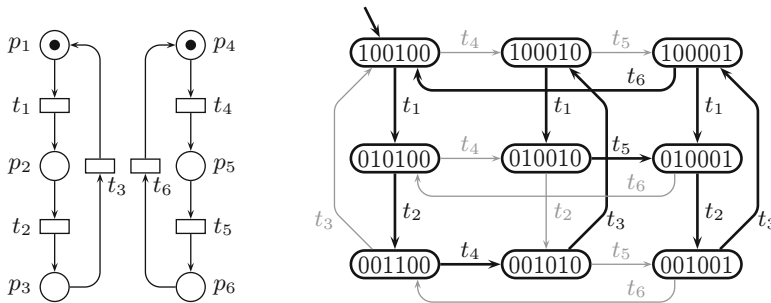 p1 p4 100100 t4 100010 t5 100001
t6
t1 t4 t1 t1 t1
p2 p5 010100 t4 010010 t5 010001
t3 t6 t6
t2 t5 t3 t2 t2 t3 t2 t3
p3 p6 001100 t4 001010 t5 001001
t6